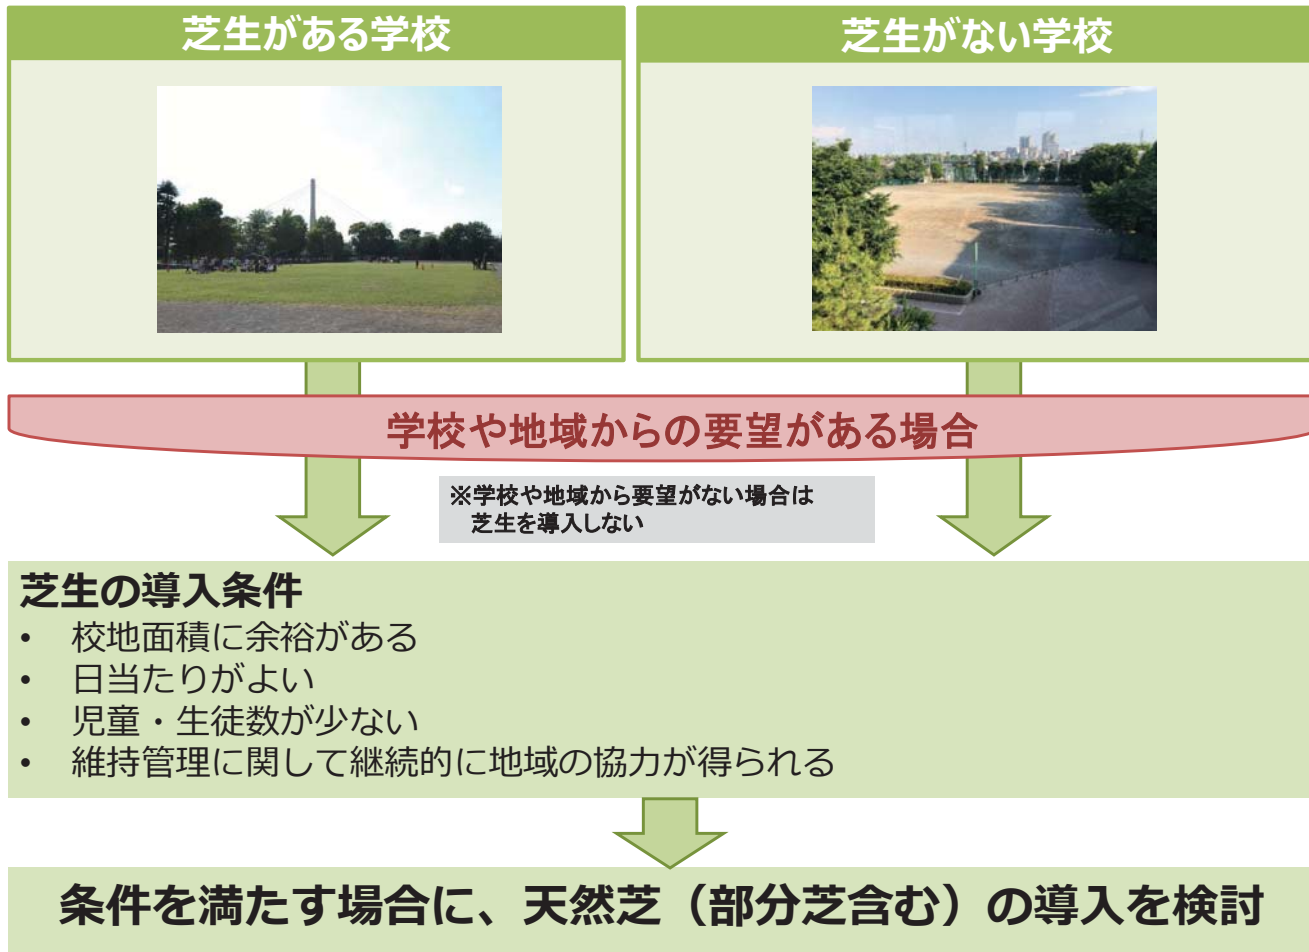 芝生がある学校
芝生がない学校
学校や地域からの要望がある場合
※学校や地域から要望がない場合は
芝生を導入しない
芝生の導入条件
• 校地面積に余裕がある
• 日当たりがよい
• 児童・生徒数が少ない
• 維持管理に関して継続的に地域の協力が得られる
条件を満たす場合に、天然芝（部分芝含む）の導入を検討